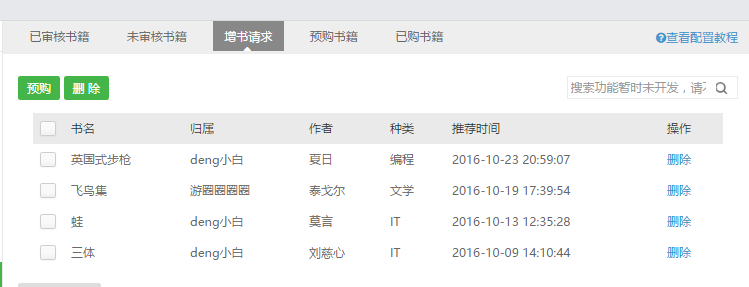 已审核书籍 未审核书籍 增书请求 预购书籍 已购书籍 查看配置教程
预购 删 除 搜索功能暂时未开发，请不
书名 归属 作者 种类 推荐时间 操作
英国式步枪 deng小白 夏日 编程 2016-10-23 20:59:07 删除
飞鸟集 游圈圈圈圈 泰戈尔 文学 2016-10-19 17:39:54 删除
蛙 deng小白 莫言 IT 2016-10-13 12:35:28 删除
三体 deng小白 刘慈心 IT 2016-10-09 14:10:44 删除